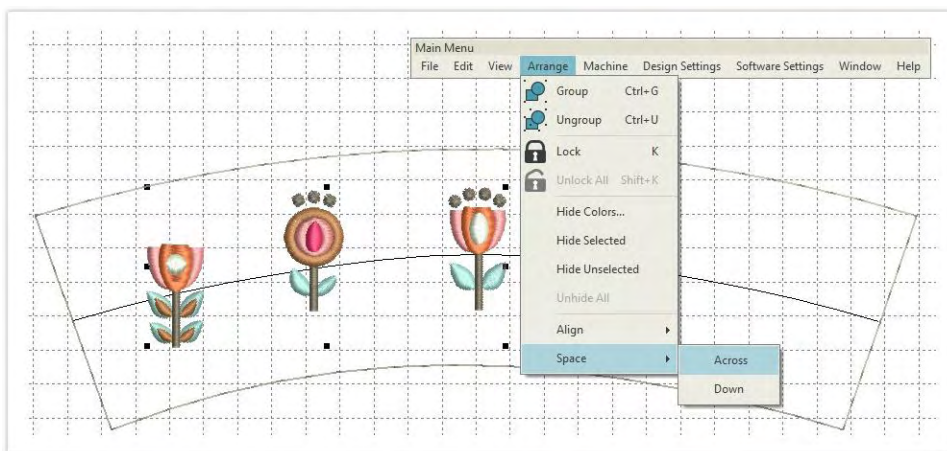 Main Menu
File Edit View Arrange Machine Design Settings Software Settings Window Help
Group Ctrl+G
Ungroup Ctrl+U
Lock K
Unlock All Shift+K
Hide Colors...
Hide Selected
Hide Unselected
Unhide All
Align
Space
Across
Down